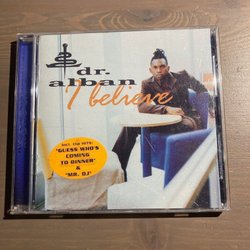 dr.
alban
I believe
Incl. the hits:
"GUESS WHO'S
COMING
TO DINNER"
&
"MR. DJ"